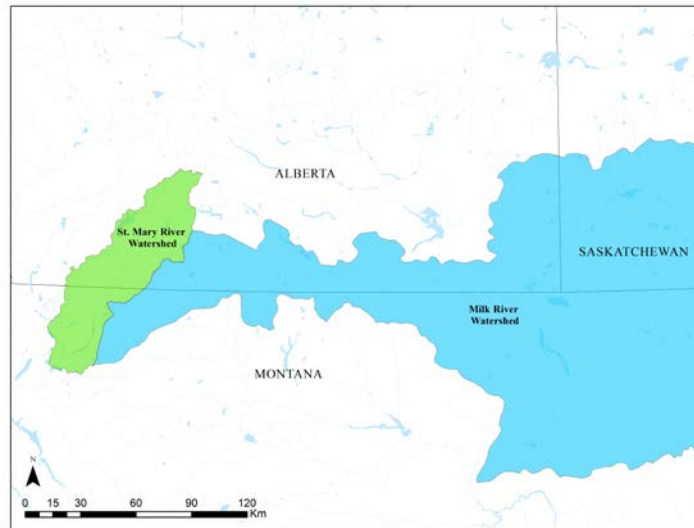 ALBERTA
St. Mary River
Watershed
SASKATCHEWAN
Milk River
Watershed
MONTANA
N
0 15 30 60 90 120
Km